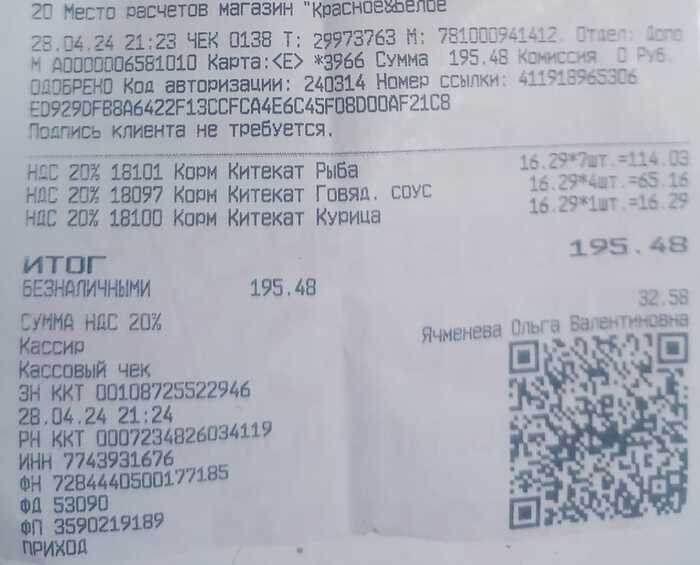 20 Место расчетов магазин "Красное&Белое
28.04.24 21:23 ЧЕК 0138 Т: 29973763 М: 781000941412. Отдел: Допо
М A0000006581010 Карта:<E> *3966 Сумма 195.48 Комиссия 0 Руб.
ОДОБРЕНО Код авторизации: 240314 Номер ссылки: 411918965306
ED929DFB8A6422F13CCFCA4E6C45F08D00AF21C8
Подпись клиента не требуется.
НДС 20% 18101 Корм Китекат Рыба 16.29*7шт.=114.03
НДС 20% 18097 Корм Китекат Говяд. соус 16.29*4шт.=65.16
НДС 20% 18100 Корм Китекат Курица 16.29*1шт.=16.29
ИТОГ 195.48
БЕЗНАЛИЧНЫМИ 195.48
СУММА НДС 20% 32.58
Кассир Ячменева Ольга Валентиновна
Кассовый чек
ЗН ККТ 00108725522946
28.04.24 21:24
РН ККТ 0007234826034119
ИНН 7743931676
ФН 7284440500177185
ФД 53090
ФП 3590219189
ПРИХОД